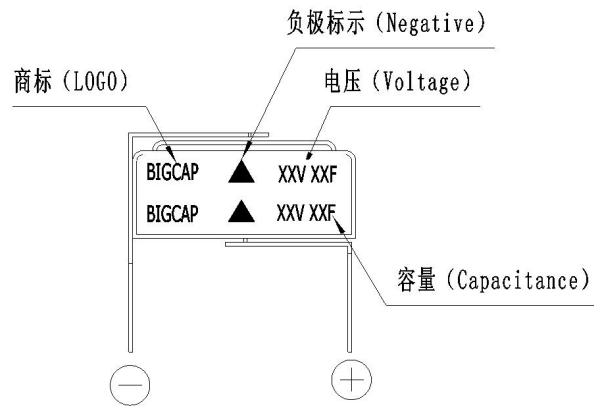 负极标示 (Negative)
商标 (LOGO)
电压 (Voltage)
BIGCAP ▲ XXV XXF
BIGCAP ▲ XXV XXF
容量 (Capacitance)
− +